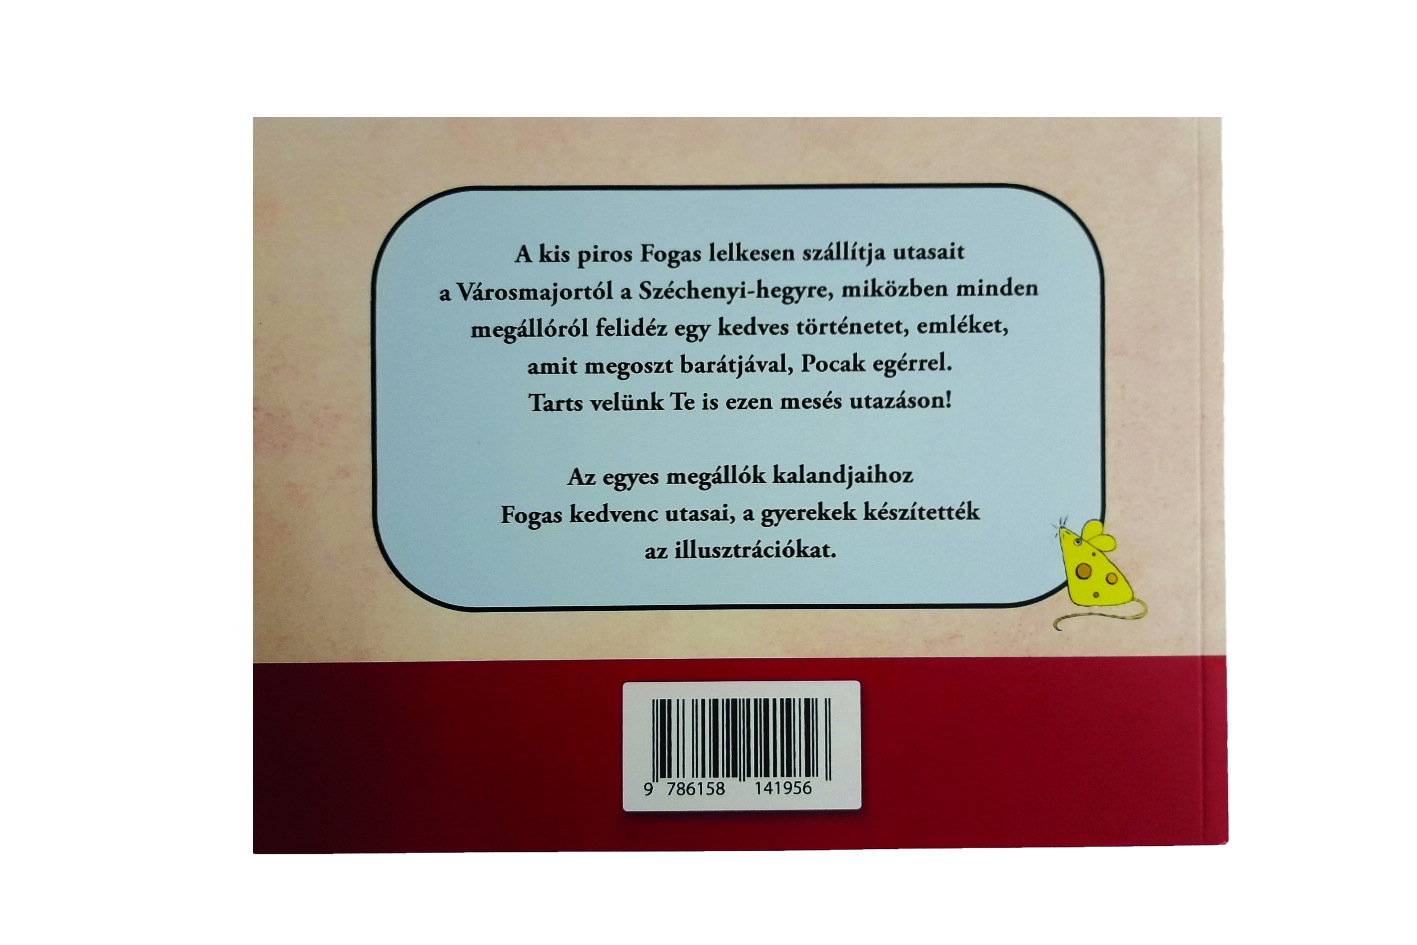 A kis piros Fogas lelkesen szállítja utasait
a Városmajortól a Széchenyi-hegyre, miközben minden
megállóról felidéz egy kedves történetet, emléket,
amit megoszt barátjával, Pocak egérrel.
Tarts velünk Te is ezen mesés utazáson!
Az egyes megállók kalandjaihoz
Fogas kedvenc utasai, a gyerekek készítették
az illusztrációkat.
9 786158 141956